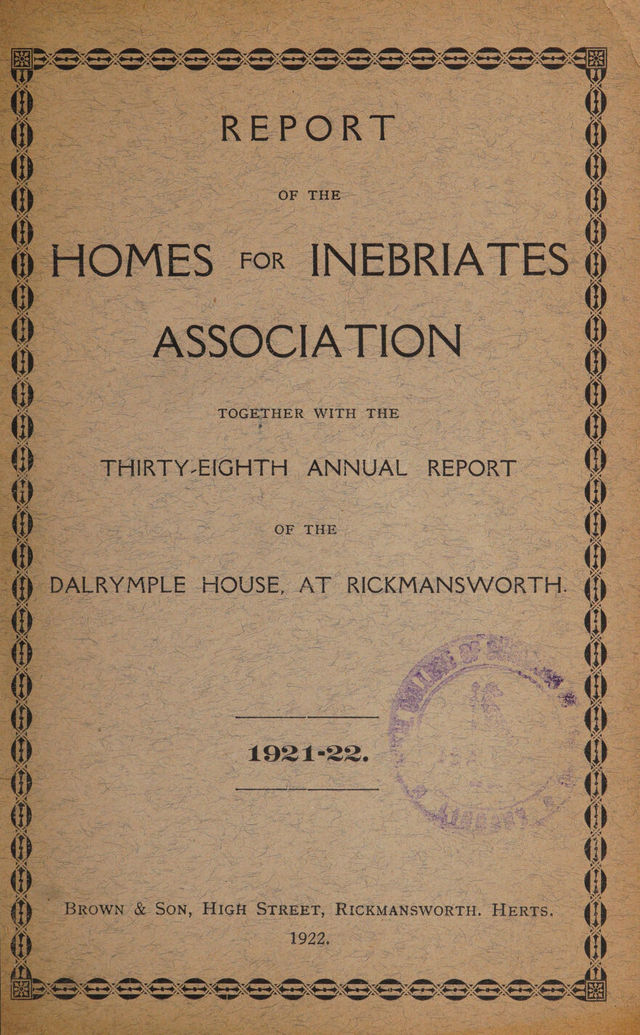 REPORT
OF THE
HOMES FOR INEBRIATES
ASSOCIATION
TOGETHER WITH THE
THIRTY-EIGHTH ANNUAL REPORT
OF THE
DALRYMPLE HOUSE, AT RICKMANSWORTH.
1921-22.
BROWN & SON, HIGH STREET, RICKMANSWORTH. HERTS.
1922.